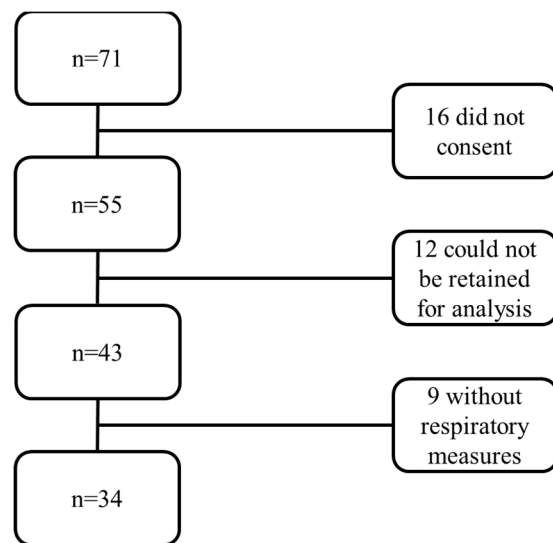 n=71
16 did not
consent
n=55
12 could not
be retained
for analysis
n=43
9 without
respiratory
measures
n=34